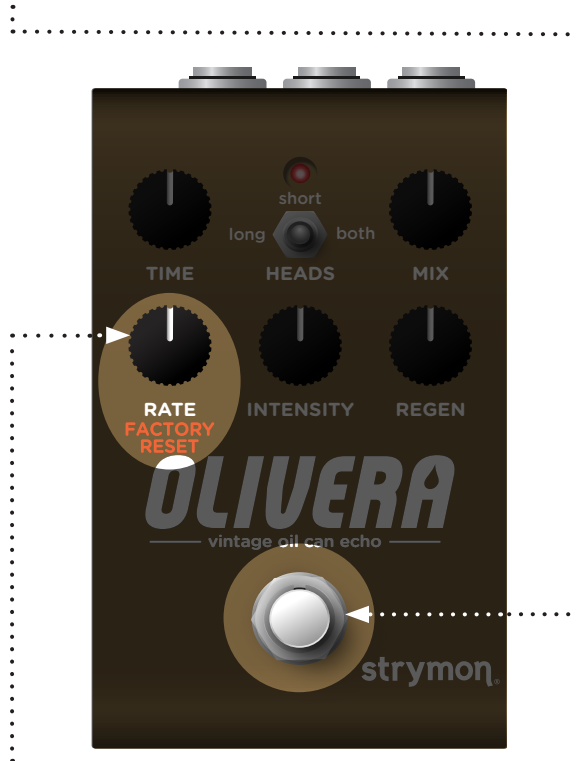 short
long both
TIME HEADS MIX
RATE INTENSITY REGEN
FACTORY
RESET
OLIVERA
vintage oil can echo
strymon®